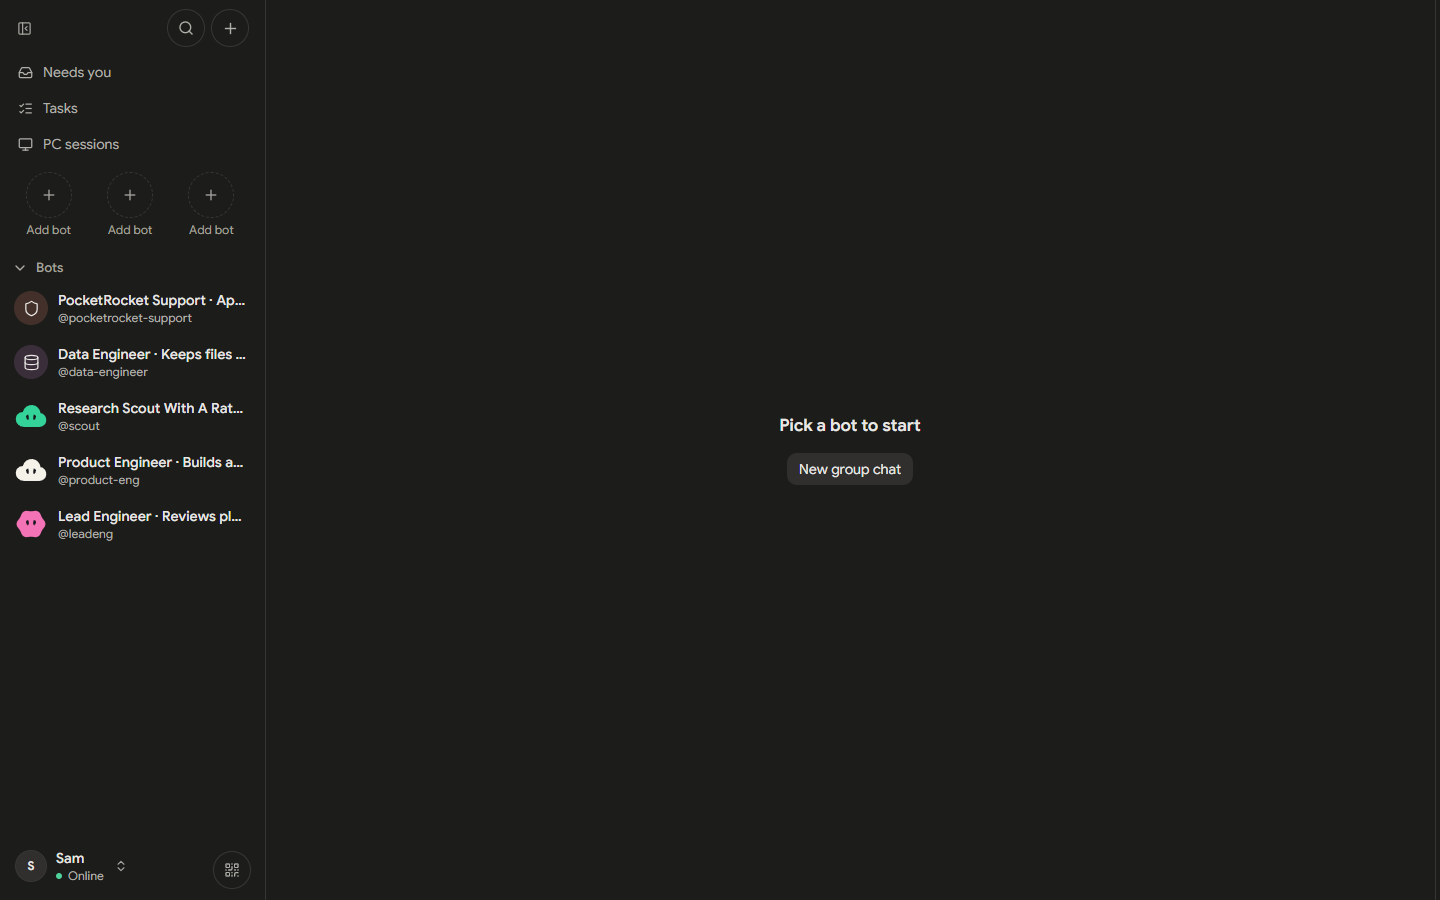 Needs you
Tasks
PC sessions
Add bot
Add bot
Add bot
Bots
PocketRocket Support · Ap...
@pocketrocket-support
Data Engineer · Keeps files ...
@data-engineer
Research Scout With A Rat...
@scout
Product Engineer · Builds a...
@product-eng
Lead Engineer · Reviews pl...
@leadeng
Pick a bot to start
New group chat
S
Sam
Online